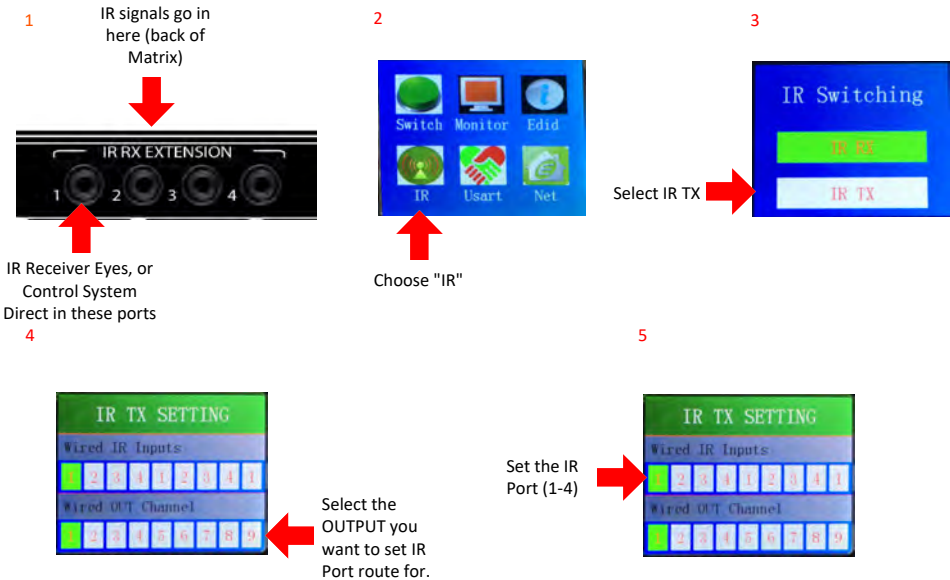 1
IR signals go in
here (back of
Matrix)
IR RX EXTENSION
1 2 3 4
IR Receiver Eyes, or
Control System
Direct in these ports
2
Switch Monitor Edid
IR Usart Net
Choose "IR"
3
IR Switching
IR RX
IR TX
Select IR TX
4
IR TX SETTING
Wired IR Inputs
1 2 3 4 1 2 3 4 1
Wired OUT Channel
1 2 3 4 5 6 7 8 9
Select the
OUTPUT you
want to set IR
Port route for.
5
IR TX SETTING
Wired IR Inputs
1 2 3 4 1 2 3 4 1
Wired OUT Channel
1 2 3 4 5 6 7 8 9
Set the IR
Port (1-4)